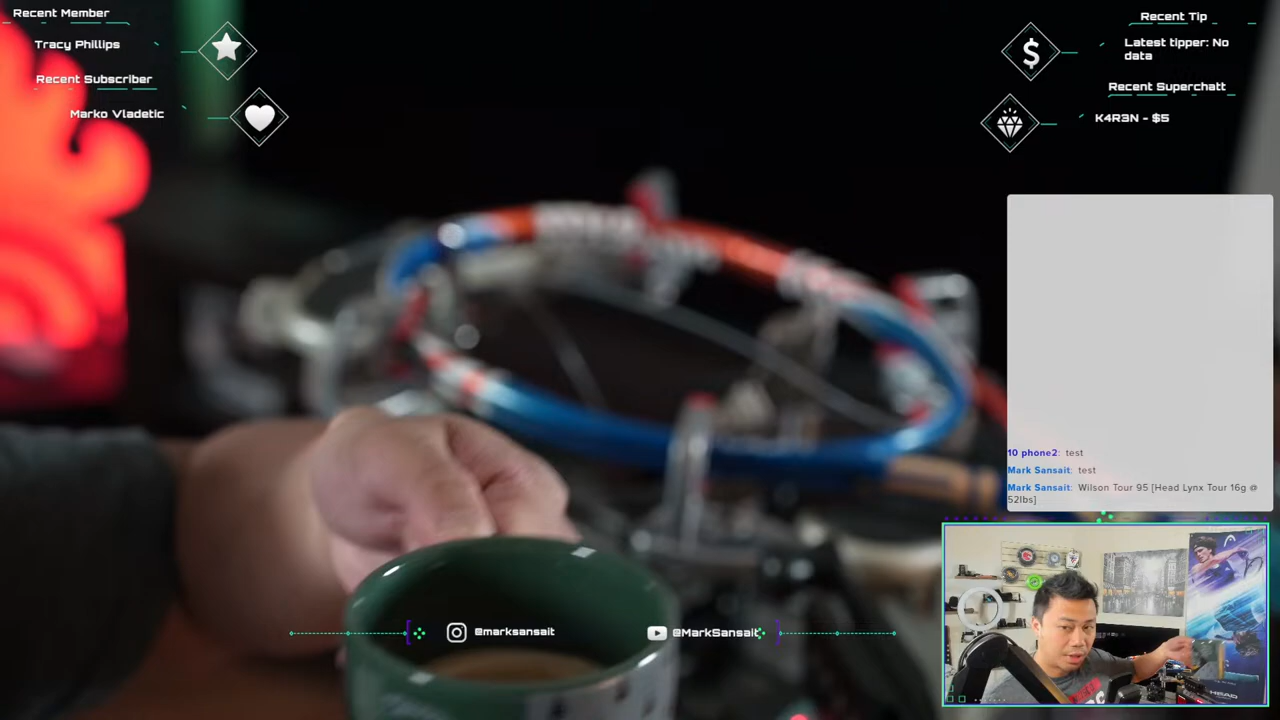 Recent Member
Tracy Phillips
Recent Subscriber
Marko Vladetic
Recent Tip
Latest tipper: No
data
Recent Superchatt
K4R3N - $5
10 phone2: test
Mark Sansait: test
Mark Sansait: Wilson Tour 95 [Head Lynx Tour 16g @
52lbs]
@marksansait
@MarkSansait
HEAD